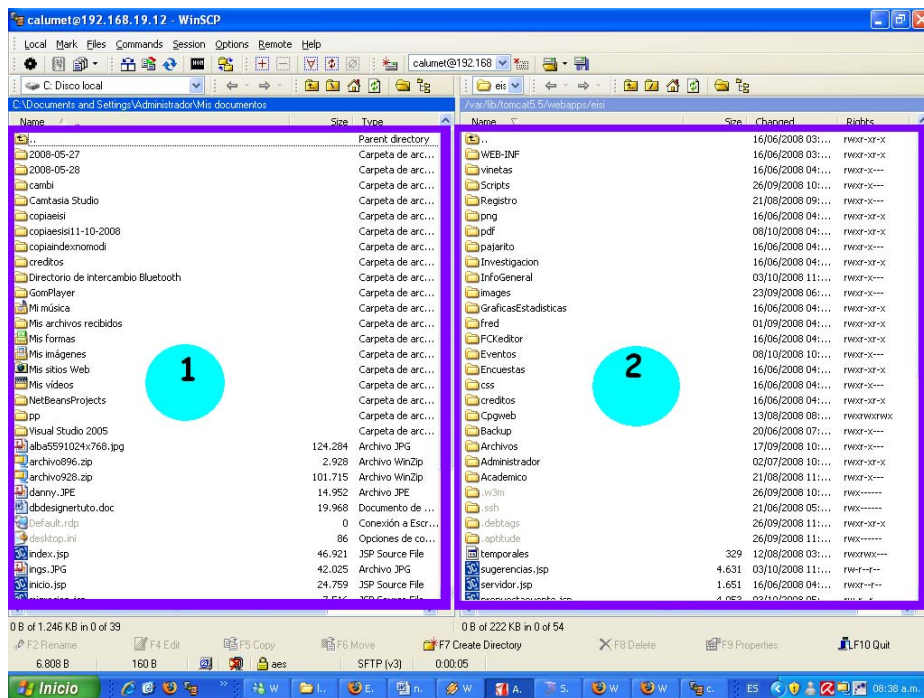 calumet@192.168.19.12 - WinSCP
Local Mark Files Commands Session Options Remote Help
calumet@192.168
C: Disco local
eis
C:\Documents and Settings\Administrador\Mis documentos
/var/lib/tomcat5.5/webapps/eisi
Name Size Type
Name Size Changed Rights
.. Parent directory
.. 16/06/2008 03:... rwxr-xr-x
2008-05-27 Carpeta de arc...
WEB-INF 16/06/2008 03:... rwxr-xr-x
2008-05-28 Carpeta de arc...
vinetas 16/06/2008 04:... rwxr-x---
cambi Carpeta de arc...
Scripts 26/09/2008 10:... rwxr-x---
Camtasia Studio Carpeta de arc...
Registro 21/08/2008 09:... rwxr-x---
copiaeisi Carpeta de arc...
png 16/06/2008 04:... rwxr-xr-x
copiaesisi11-10-2008 Carpeta de arc...
pdf 08/10/2008 04:... rwxr-xr-x
copiaindexnomodi Carpeta de arc...
pajarito 16/06/2008 04:... rwxr-x---
creditos Carpeta de arc...
Investigacion 16/06/2008 04:... rwxr-xr-x
Directorio de intercambio Bluetooth Carpeta de arc...
InfoGeneral 03/10/2008 11:... rwxr-x---
GomPlayer Carpeta de arc...
images 23/09/2008 06:... rwxr-x---
Mi música Carpeta de arc...
GraficasEstadisticas 16/06/2008 04:... rwxr-xr-x
Mis archivos recibidos Carpeta de arc...
fred 01/09/2008 04:... rwxr-xr-x
Mis formas Carpeta de arc...
FCKeditor 16/06/2008 04:... rwxr-xr-x
Mis imágenes Carpeta de arc...
Eventos 08/10/2008 10:... rwxr-x---
Mis sitios Web Carpeta de arc...
Encuestas 16/06/2008 04:... rwxr-xr-x
1
2
Mis vídeos Carpeta de arc...
css 16/06/2008 04:... rwxr-x---
NetBeansProjects Carpeta de arc...
creditos 16/06/2008 04:... rwxr-xr-x
pp Carpeta de arc...
Cpgweb 13/08/2008 08:... rwxrwxrwx
Visual Studio 2005 Carpeta de arc...
Backup 20/06/2008 07:... rwxr-x---
alba5591024x768.jpg 124.284 Archivo JPG
Archivos 17/09/2008 10:... rwxr-x---
archivo896.zip 2.928 Archivo WinZip
Administrador 02/07/2008 10:... rwxr-xr-x
archivo928.zip 101.715 Archivo WinZip
Academico 21/08/2008 11:... rwxr-x---
danny.JPE 14.952 Archivo JPE
.w3m 26/09/2008 10:... rwx------
dbdesignertuto.doc 19.968 Documento de ...
.ssh 21/06/2008 05:... rwx------
Default.rdp 0 Conexión a Escr...
.debtags 26/09/2008 11:... rwxr-xr-x
desktop.ini 86 Opciones de co...
.aptitude 26/09/2008 11:... rwx------
index.jsp 46.921 JSP Source File
temporales 329 12/08/2008 03:... rwxrwx---
ings.JPG 42.025 Archivo JPG
sugerencias.jsp 4.631 03/10/2008 11:... rw-r--r--
inicio.jsp 24.759 JSP Source File
servidor.jsp 1.651 16/06/2008 04:... rwxr--r--
0 B of 1.246 KB in 0 of 39
0 B of 222 KB in 0 of 54
F2 Rename F4 Edit F5 Copy F6 Move F7 Create Directory F8 Delete F9 Properties F10 Quit
6.808 B 160 B aes SFTP (v3) 0:00:05
Inicio W I.. E. n. W A. S. W W c. ES 08:38 a.m.